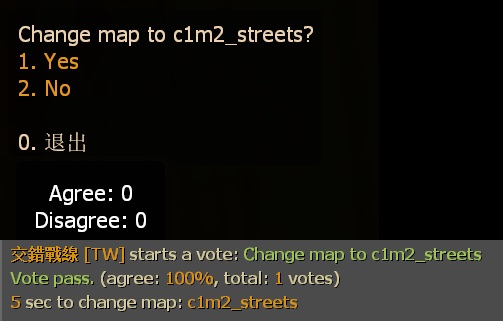 Change map to c1m2_streets?
1. Yes
2. No
0. 退出
Agree: 0
Disagree: 0
交錯戰線 [TW] starts a vote: Change map to c1m2_streets
Vote pass. (agree: 100%, total: 1 votes)
5 sec to change map: c1m2_streets